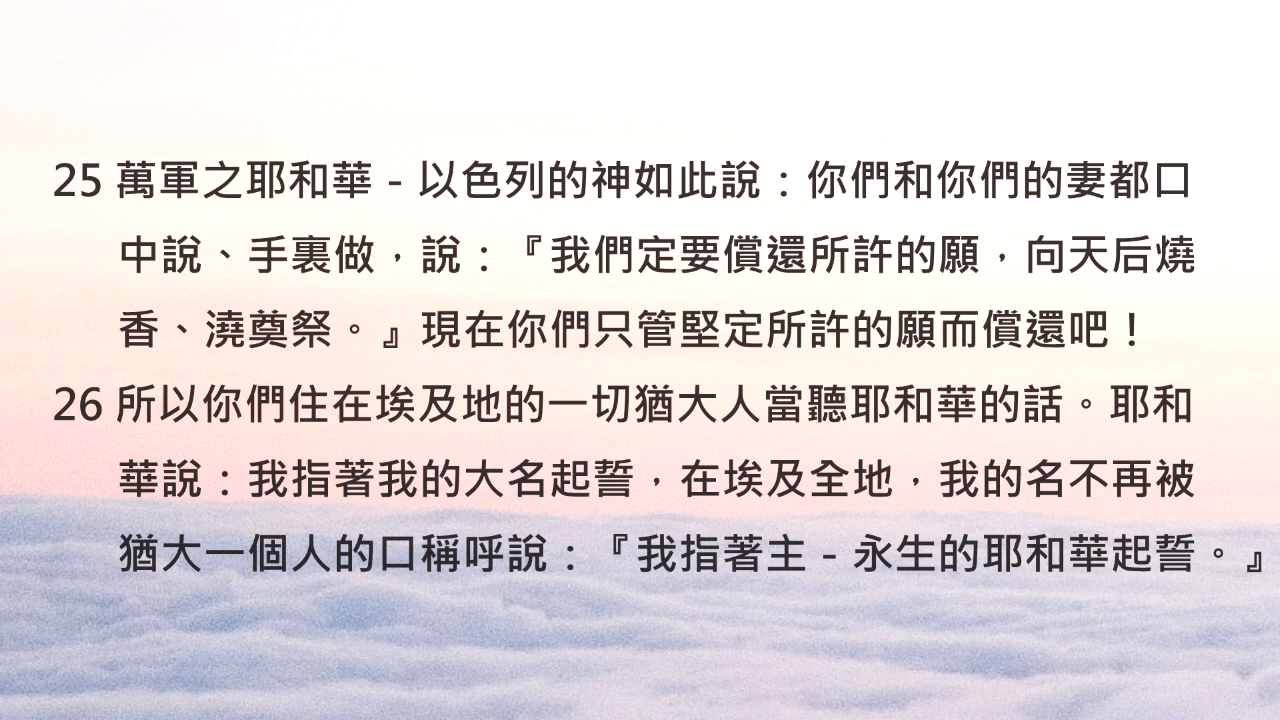 25 萬軍之耶和華－以色列的神如此說：你們和你們的妻都口
中說、手裏做，說：『我們定要償還所許的願，向天后燒
香、澆奠祭。』現在你們只管堅定所許的願而償還吧！
26 所以你們住在埃及地的一切猶大人當聽耶和華的話。耶和
華說：我指著我的大名起誓，在埃及全地，我的名不再被
猶大一個人的口稱呼說：『我指著主－永生的耶和華起誓。』